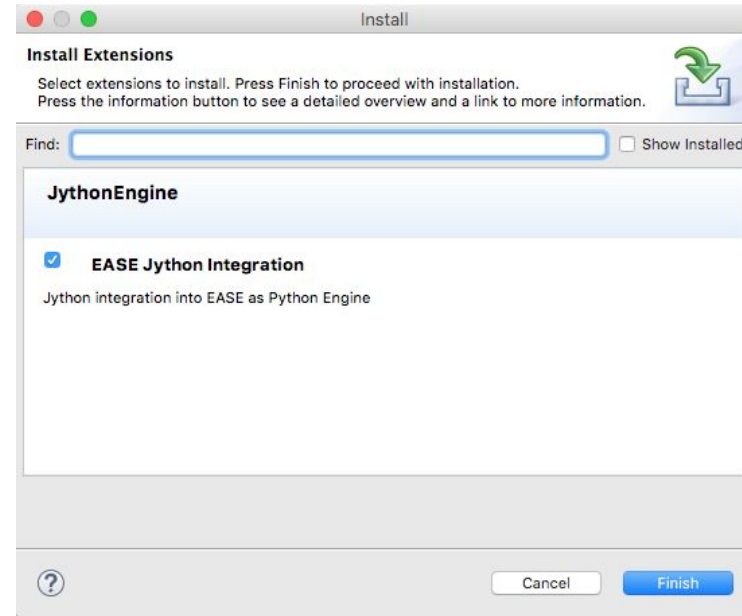 Install
Install Extensions
Select extensions to install. Press Finish to proceed with installation.
Press the information button to see a detailed overview and a link to more information.
Find:
Show Installed
JythonEngine
EASE Jython Integration
Jython integration into EASE as Python Engine
?
Cancel
Finish